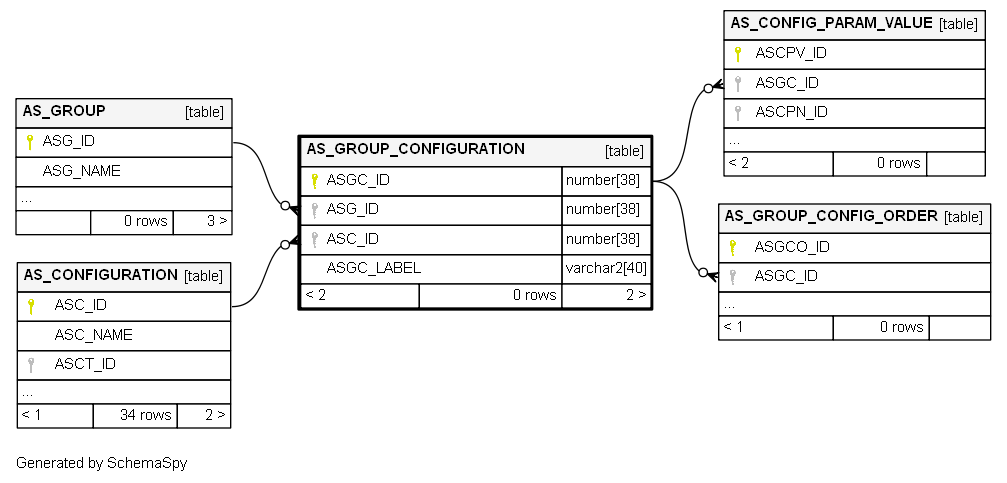 AS_GROUP [table]
ASG_ID
ASG_NAME
...
0 rows 3 >
AS_CONFIGURATION [table]
ASC_ID
ASC_NAME
ASCT_ID
...
< 1 34 rows 2 >
AS_GROUP_CONFIGURATION [table]
ASGC_ID number[38]
ASG_ID number[38]
ASC_ID number[38]
ASGC_LABEL varchar2[40]
< 2 0 rows 2 >
AS_CONFIG_PARAM_VALUE [table]
ASCPV_ID
ASGC_ID
ASCPN_ID
...
< 2 0 rows
AS_GROUP_CONFIG_ORDER [table]
ASGCO_ID
ASGC_ID
...
< 1 0 rows
Generated by SchemaSpy